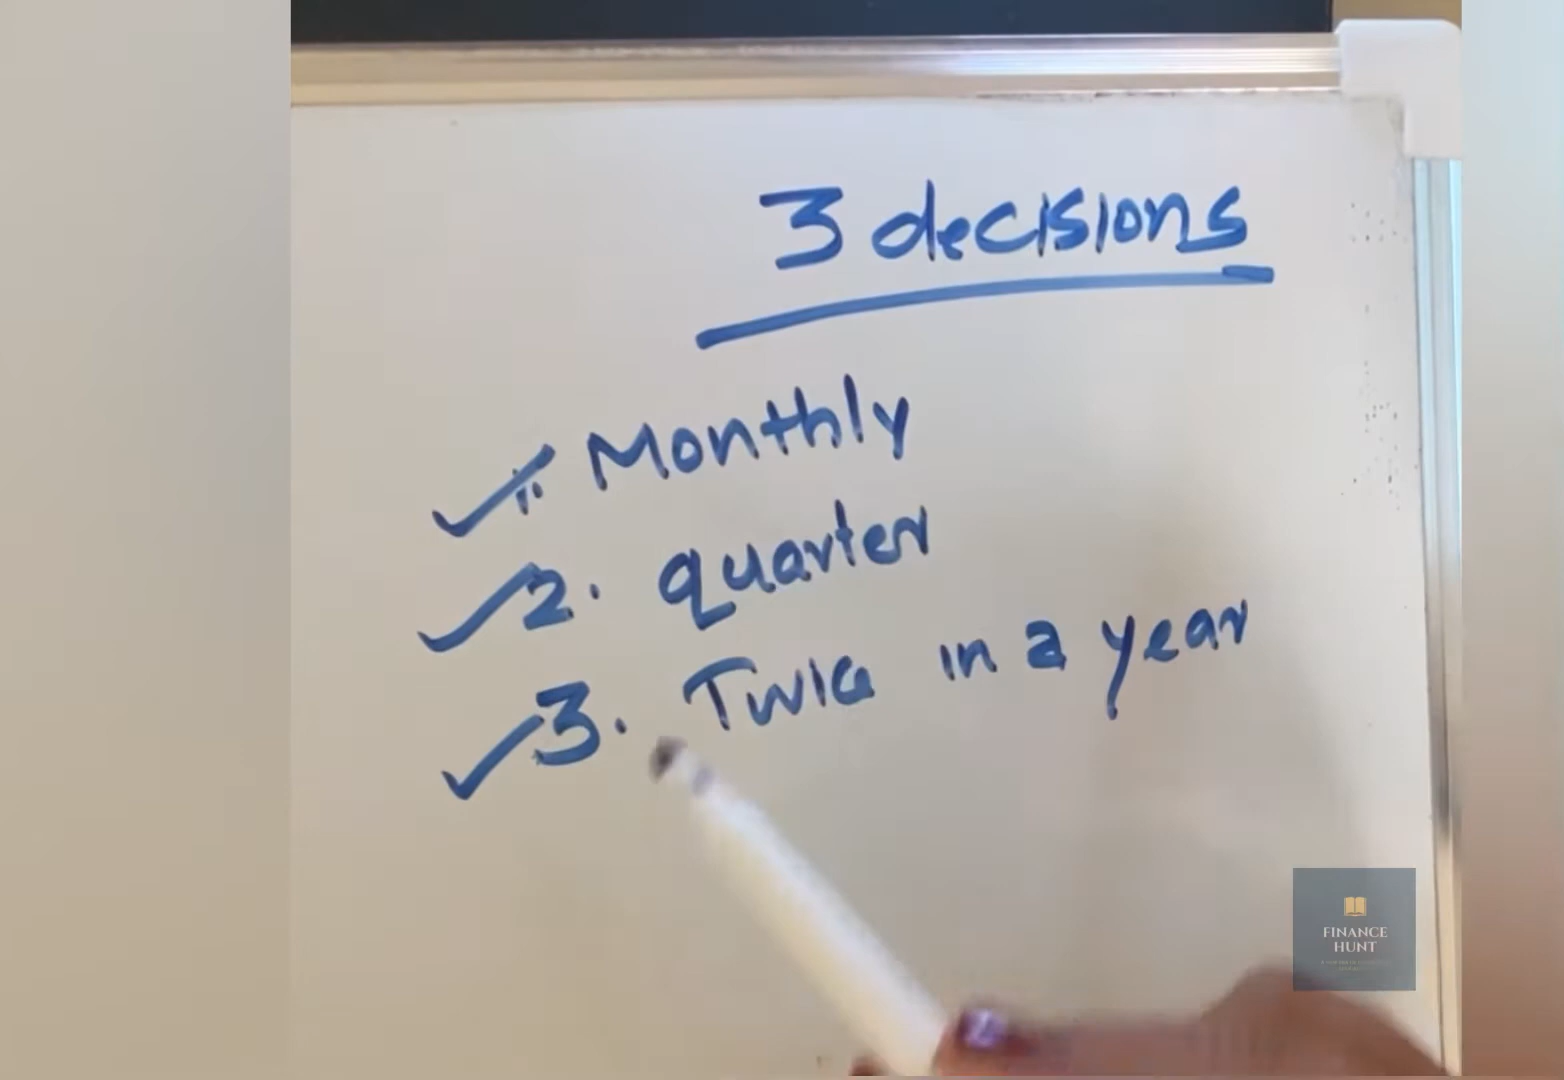 3 decisions
1. Monthly
2. quarter
3. Twice in a year
FINANCE
HUNT